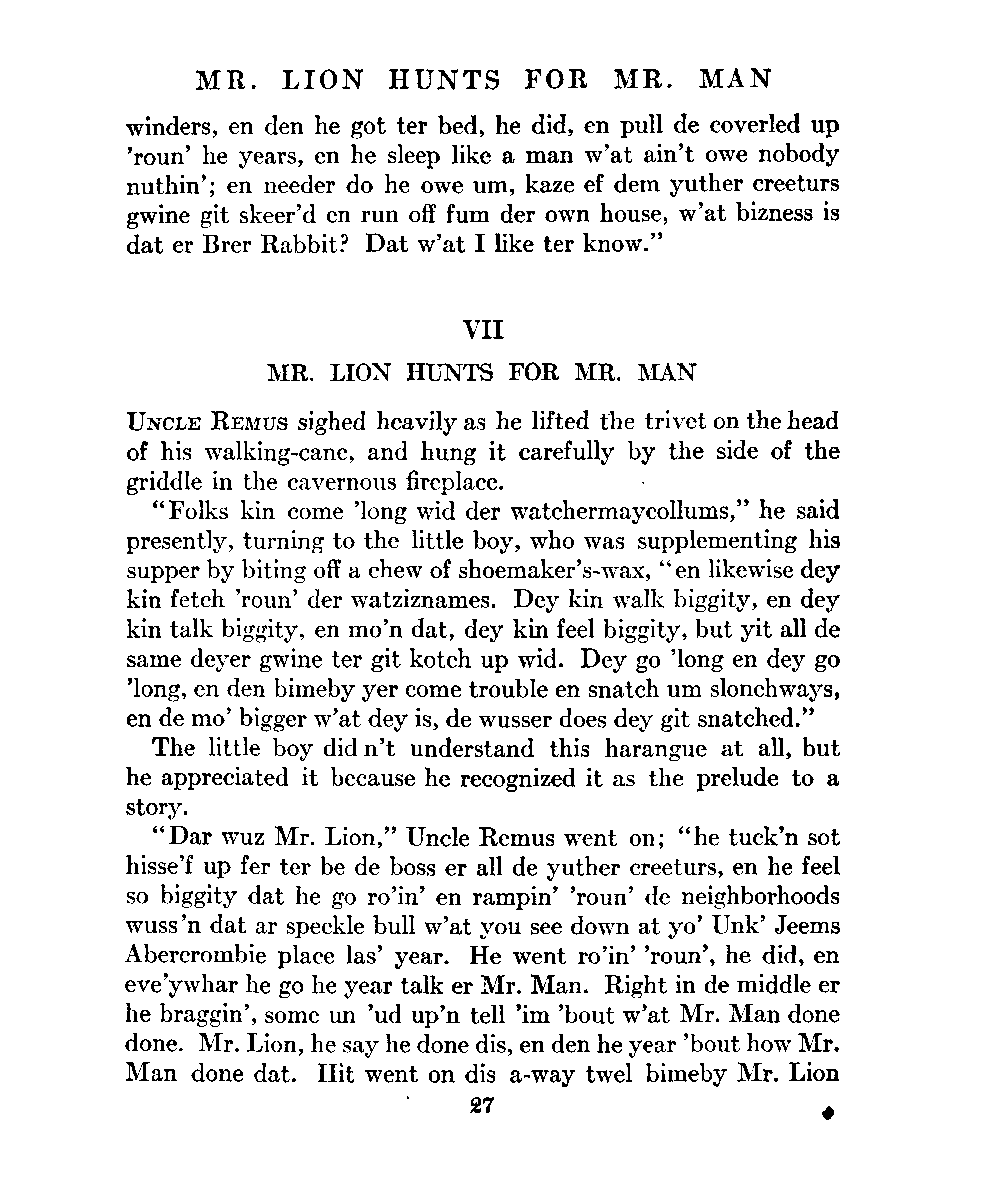 MR. LION HUNTS FOR MR. MAN
winders, en den he got ter bed, he did, en pull de coverled up
'roun' he years, en he sleep like a man w'at ain't owe nobody
nuthin'; en needer do he owe um, kaze ef dem yuther creeturs
gwine git skeer'd en run off fum der own house, w'at bizness is
dat er Brer Rabbit? Dat w'at I like ter know."
VII
MR. LION HUNTS FOR MR. MAN
UNCLE REMUS sighed heavily as he lifted the trivet on the head
of his walking-cane, and hung it carefully by the side of the
griddle in the cavernous fireplace.
"Folks kin come 'long wid der watchermaycollums," he said
presently, turning to the little boy, who was supplementing his
supper by biting off a chew of shoemaker's-wax, "en likewise dey
kin fetch 'roun' der watziznames. Dey kin walk biggity, en dey
kin talk biggity, en mo'n dat, dey kin feel biggity, but yit all de
same deyer gwine ter git kotch up wid. Dey go 'long en dey go
'long, en den bimeby yer come trouble en snatch um slonchways,
en de mo' bigger w'at dey is, de wusser does dey git snatched."
The little boy did n't understand this harangue at all, but
he appreciated it because he recognized it as the prelude to a
story.
"Dar wuz Mr. Lion," Uncle Remus went on; "he tuck'n sot
hisse'f up fer ter be de boss er all de yuther creeturs, en he feel
so biggity dat he go ro'in' en rampin' 'roun' de neighborhoods
wuss'n dat ar speckle bull w'at you see down at yo' Unk' Jeems
Abercrombie place las' year. He went ro'in' 'roun', he did, en
eve'ywhar he go he year talk er Mr. Man. Right in de middle er
he braggin', some un 'ud up'n tell 'im 'bout w'at Mr. Man done
done. Mr. Lion, he say he done dis, en den he year 'bout how Mr.
Man done dat. Hit went on dis a-way twel bimeby Mr. Lion
27